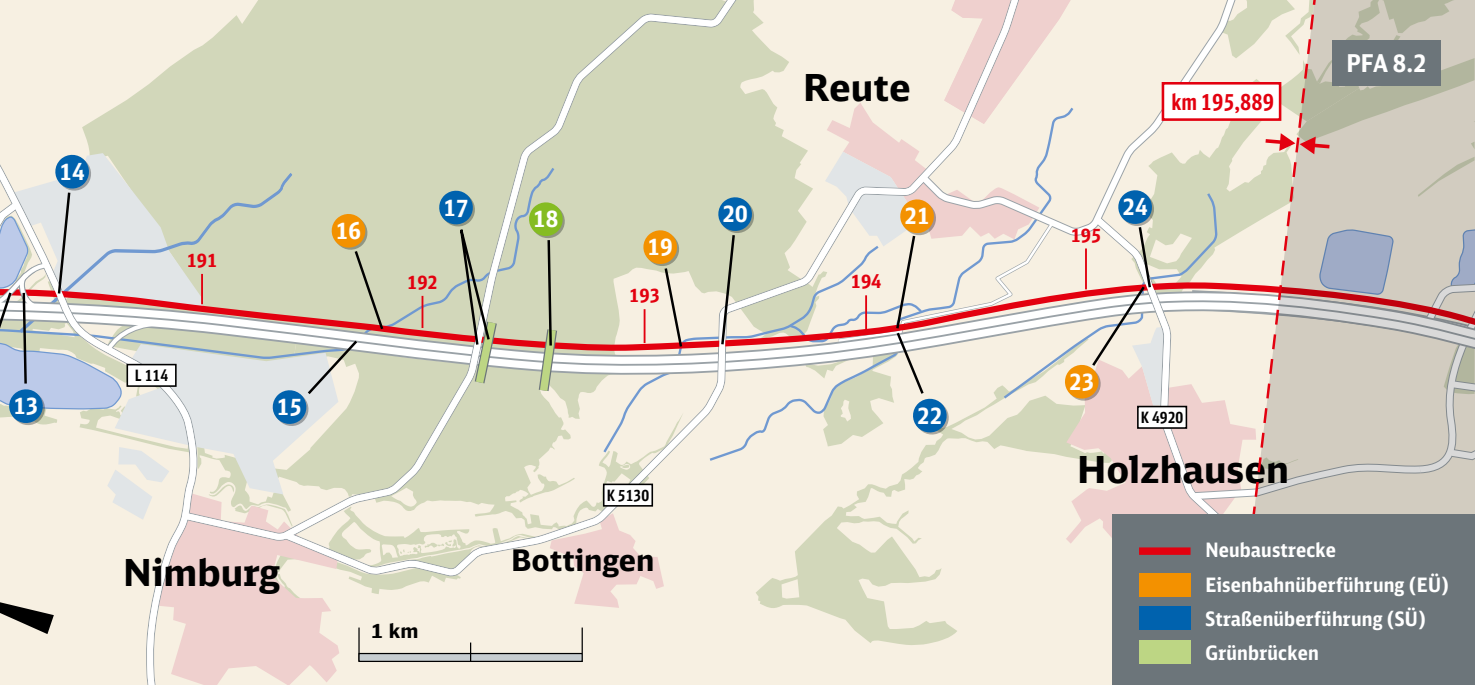 PFA 8.2
Reute
km 195,889
14
17
18
20
21
24
16
19
191
192
193
194
195
L 114
13
15
23
22
K 4920
Holzhausen
K 5130
Nimburg
Bottingen
1 km
Neubaustrecke
Eisenbahnüberführung (EÜ)
Straßenüberführung (SÜ)
Grünbrücken